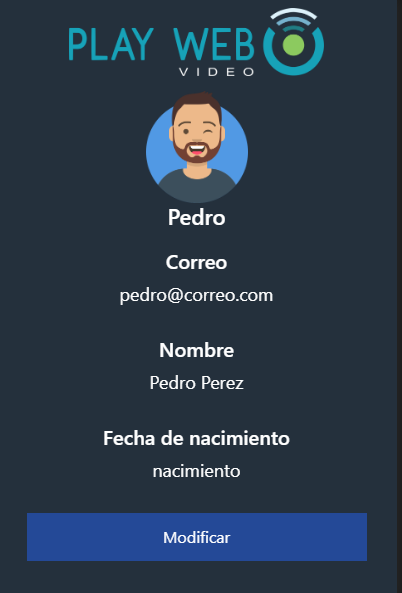 PLAY WEB
VIDEO
Pedro
Correo
pedro@correo.com
Nombre
Pedro Perez
Fecha de nacimiento
nacimiento
Modificar